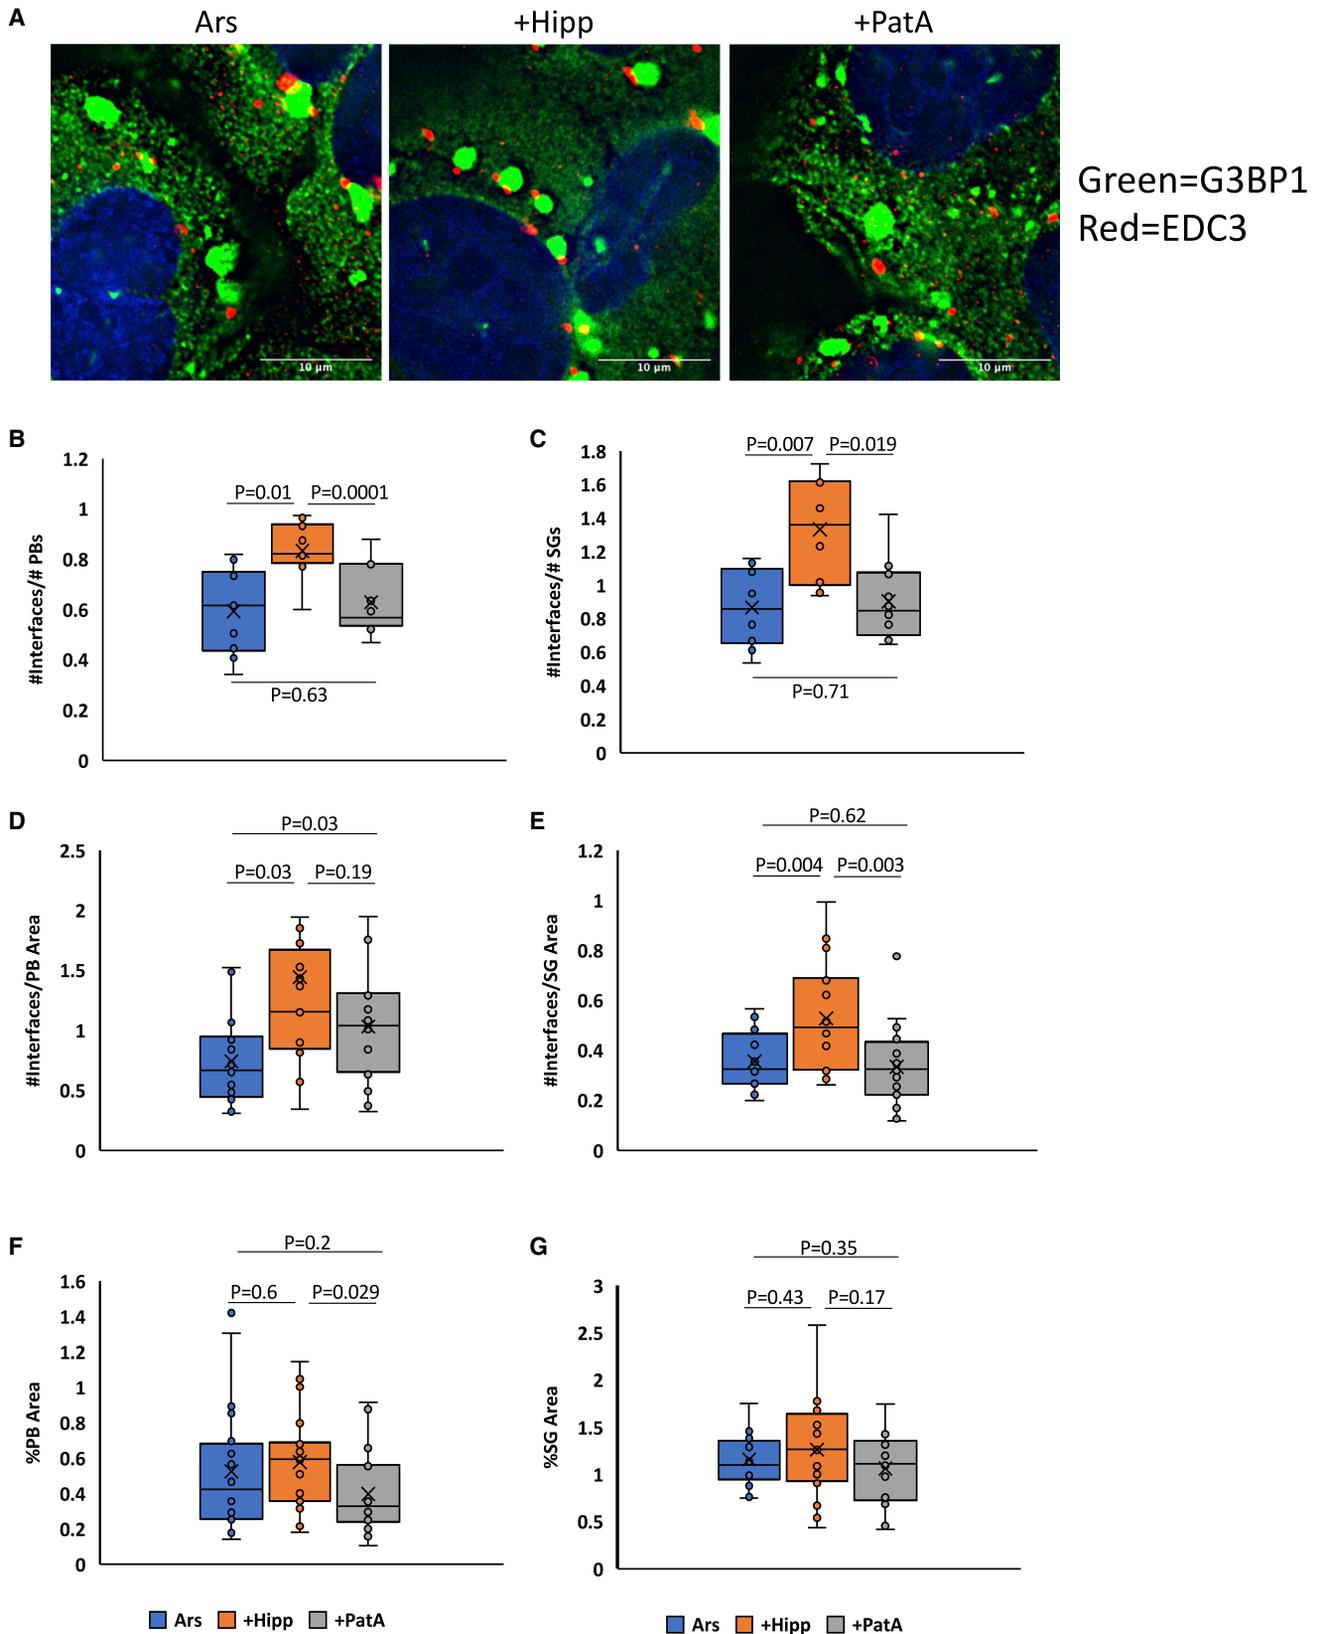 A
Ars
+Hipp
+PatA
10 µm
10 µm
10 µm
Green=G3BP1
Red=EDC3
B
#Interfaces/# PBs
1.2
1
0.8
0.6
0.4
0.2
0
P=0.01
P=0.0001
P=0.63
C
#Interfaces/# SGs
1.8
1.6
1.4
1.2
1
0.8
0.6
0.4
0.2
0
P=0.007
P=0.019
P=0.71
D
#Interfaces/PB Area
2.5
2
1.5
1
0.5
0
P=0.03
P=0.03
P=0.19
E
#Interfaces/SG Area
1.2
1
0.8
0.6
0.4
0.2
0
P=0.62
P=0.004
P=0.003
F
%PB Area
1.6
1.4
1.2
1
0.8
0.6
0.4
0.2
0
P=0.2
P=0.6
P=0.029
G
%SG Area
3
2.5
2
1.5
1
0.5
0
P=0.35
P=0.43
P=0.17
Ars +Hipp +PatA
Ars +Hipp +PatA